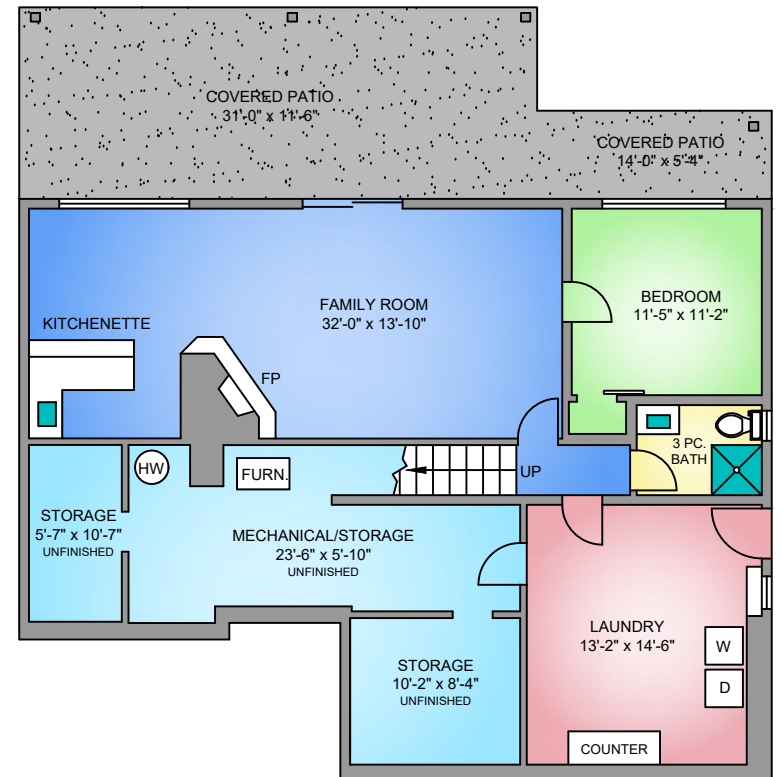 COVERED PATIO
31'-0" x 11'-6"
COVERED PATIO
14'-0" x 5'-4"
FAMILY ROOM
32'-0" x 13'-10"
BEDROOM
11'-5" x 11'-2"
KITCHENETTE
FP
3 PC.
BATH
HW
FURN.
UP
STORAGE
5'-7" x 10'-7"
UNFINISHED
MECHANICAL/STORAGE
23'-6" x 5'-10"
UNFINISHED
LAUNDRY
13'-2" x 14'-6"
W
D
STORAGE
10'-2" x 8'-4"
UNFINISHED
COUNTER